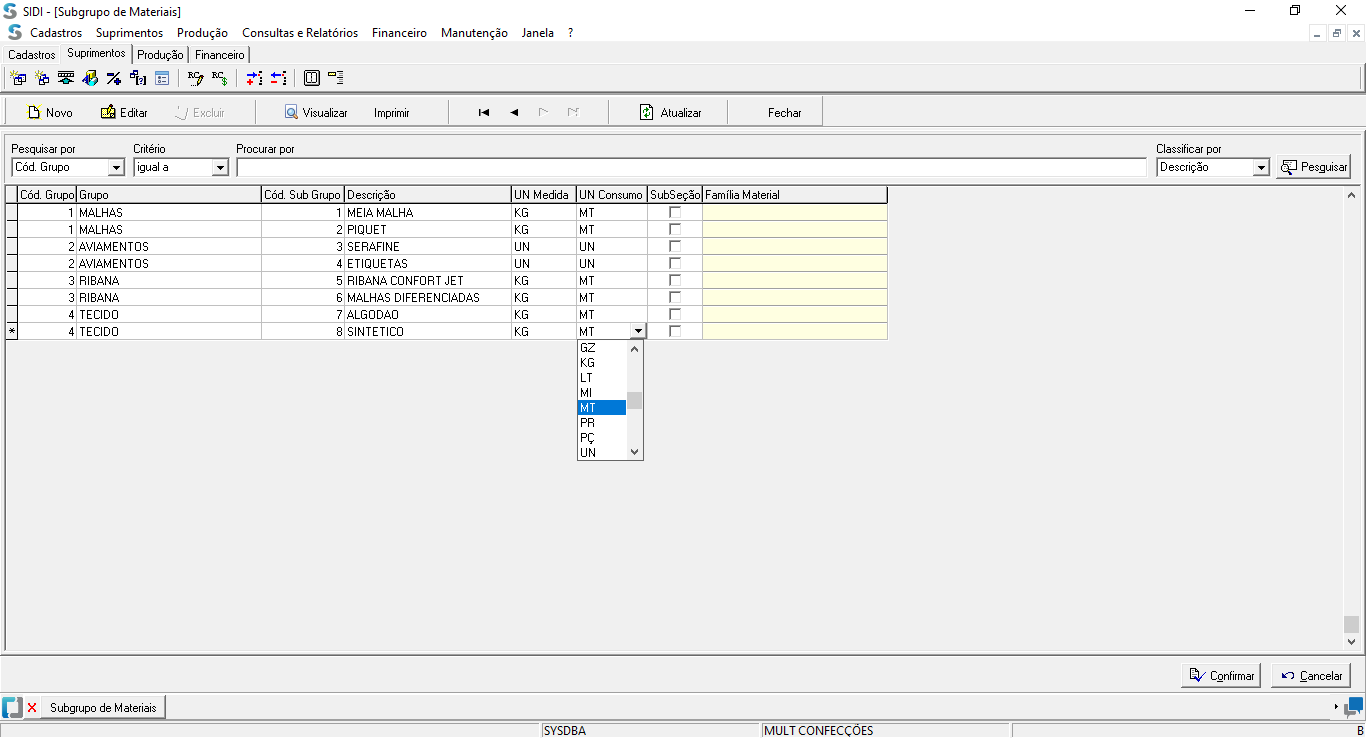 SIDI - [Subgrupo de Materiais]
Cadastros Suprimentos Produção Consultas e Relatórios Financeiro Manutenção Janela ?
Cadastros Suprimentos Produção Financeiro
Novo Editar Excluir Visualizar Imprimir Atualizar Fechar
Pesquisar por Critério Procurar por Classificar por
Cód. Grupo igual a Descrição Pesquisar
Cód. Grupo Grupo Cód. Sub Grupo Descrição UN Medida UN Consumo SubSeção Família Material
1 MALHAS 1 MEIA MALHA KG MT
1 MALHAS 2 PIQUET KG MT
2 AVIAMENTOS 3 SERAFINE UN UN
2 AVIAMENTOS 4 ETIQUETAS UN UN
3 RIBANA 5 RIBANA CONFORT JET KG MT
3 RIBANA 6 MALHAS DIFERENCIADAS KG MT
4 TECIDO 7 ALGODAO KG MT
* 4 TECIDO 8 SINTETICO KG MT
GZ
KG
LT
MI
MT
PR
PÇ
UN
Confirmar Cancelar
Subgrupo de Materiais
SYSDBA MULT CONFECÇÕES B